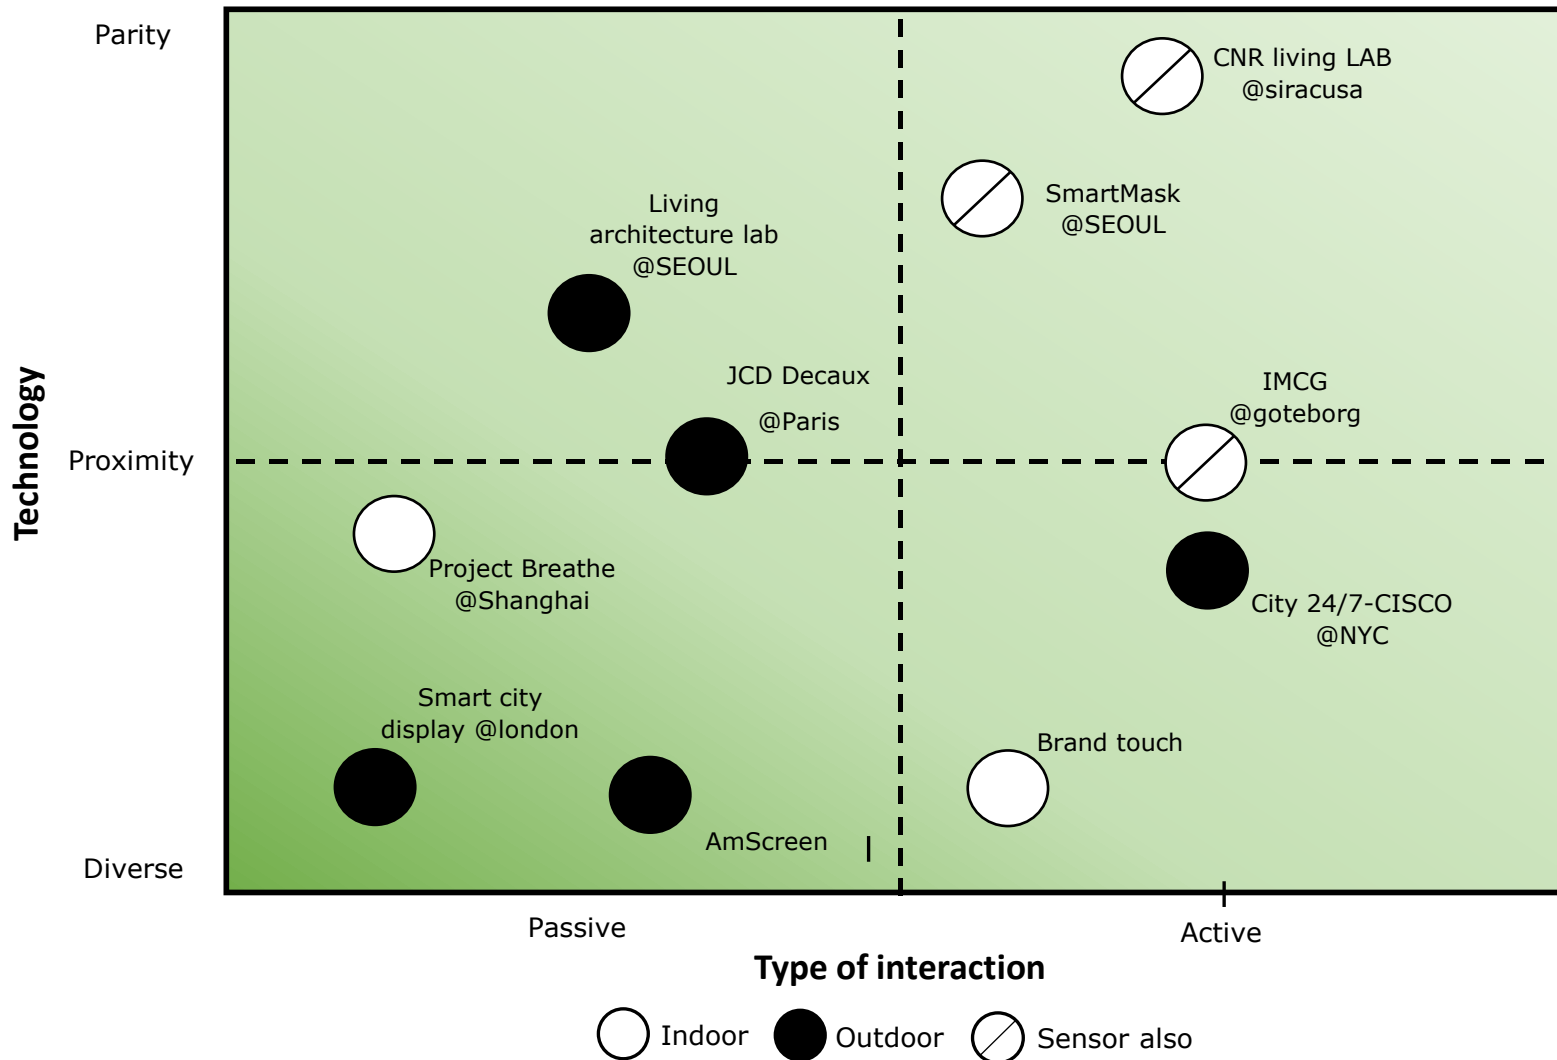 Parity
CNR living LAB
@siracusa
SmartMask
@SEOUL
Living
architecture lab
@SEOUL
JCD Decaux
@Paris
IMCG
@goteborg
Technology
Proximity
Project Breathe
@Shanghai
City 24/7-CISCO
@NYC
Smart city
display @london
Brand touch
AmScreen
Diverse
Passive
Active
Type of interaction
Indoor
Outdoor
Sensor also